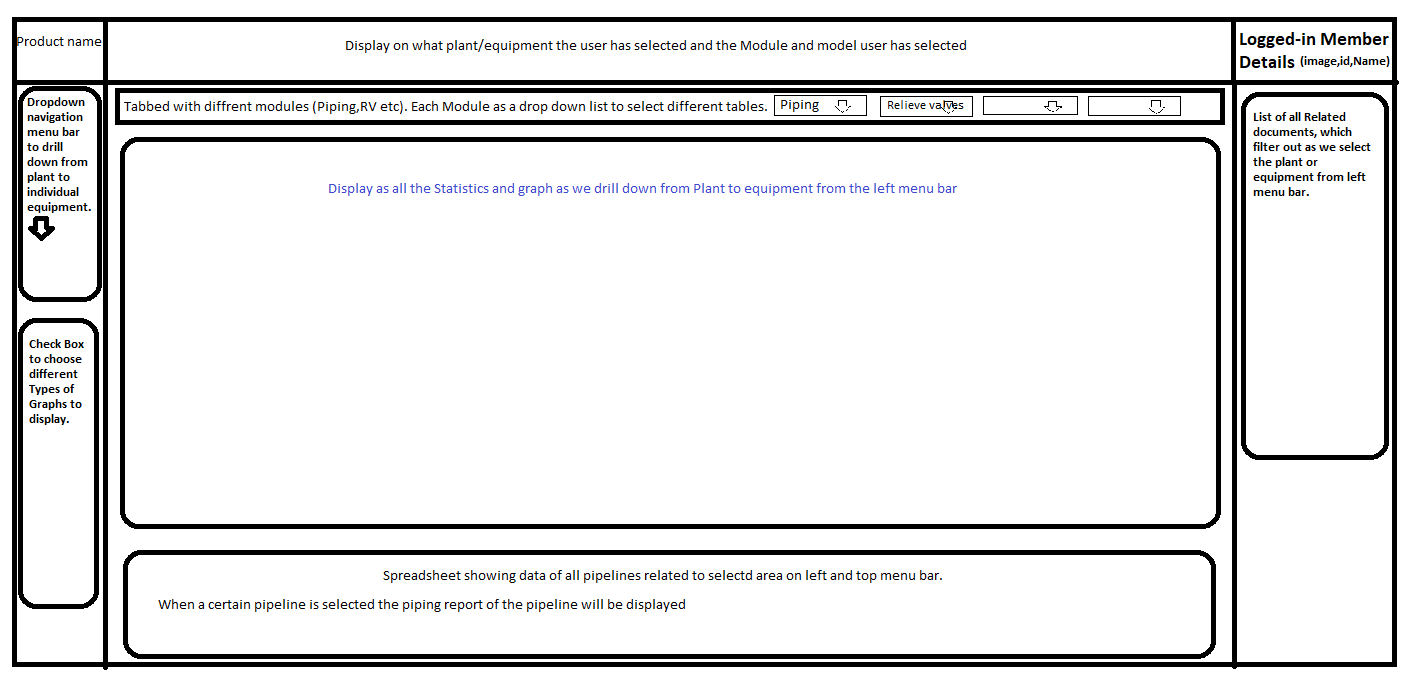 Product name
Display on what plant/equipment the user has selected and the Module and model user has selected
Logged-in Member
Details (image,id,Name)
Dropdown
navigation
menu bar
to drill
down from
plant to
individual
equipment.
Tabbed with diffrent modules (Piping,RV etc). Each Module as a drop down list to select different tables.
Piping
Relieve valves
List of all Related
documents, which
filter out as we select
the plant or
equipment from left
menu bar.
Display as all the Statistics and graph as we drill down from Plant to equipment from the left menu bar
Check Box
to choose
different
Types of
Graphs to
display.
Spreadsheet showing data of all pipelines related to selectd area on left and top menu bar.
When a certain pipeline is selected the piping report of the pipeline will be displayed